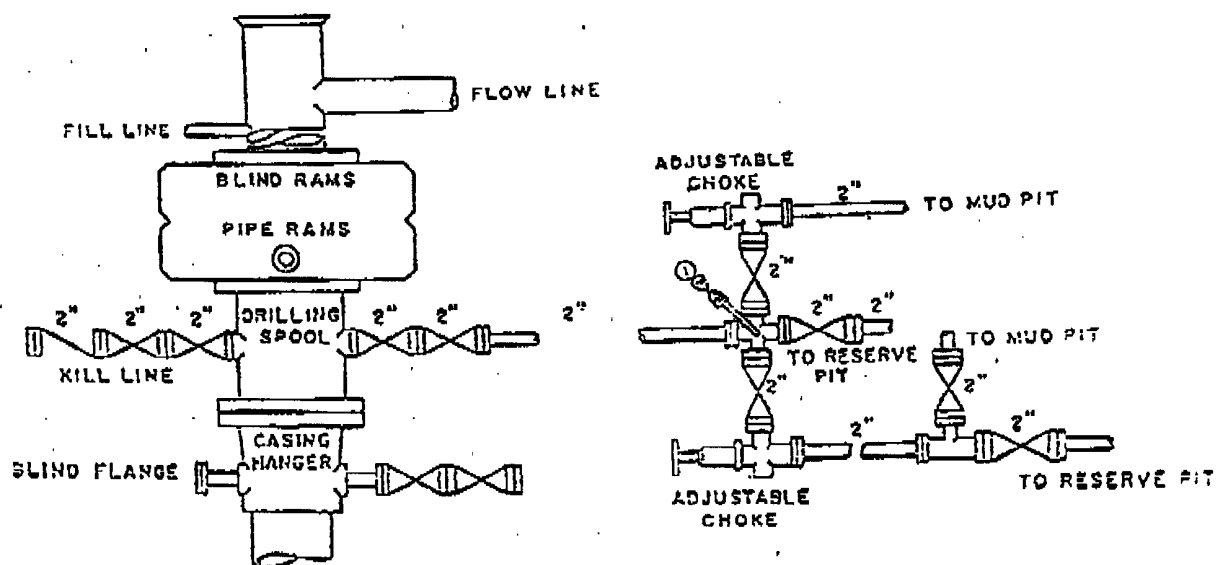 FLOW LINE
FILL LINE
BLIND RAMS
PIPE RAMS
2" 2" 2" DRILLING 2" 2" 2"
SPOOL
KILL LINE
CASING
HANGER
BLIND FLANGE
ADJUSTABLE
CHOKE
2"
TO MUD PIT
2"
1
2" 2"
TO RESERVE
PIT
TO MUD PIT
2"
2"
2" 2"
TO RESERVE PIT
ADJUSTABLE
CHOKE